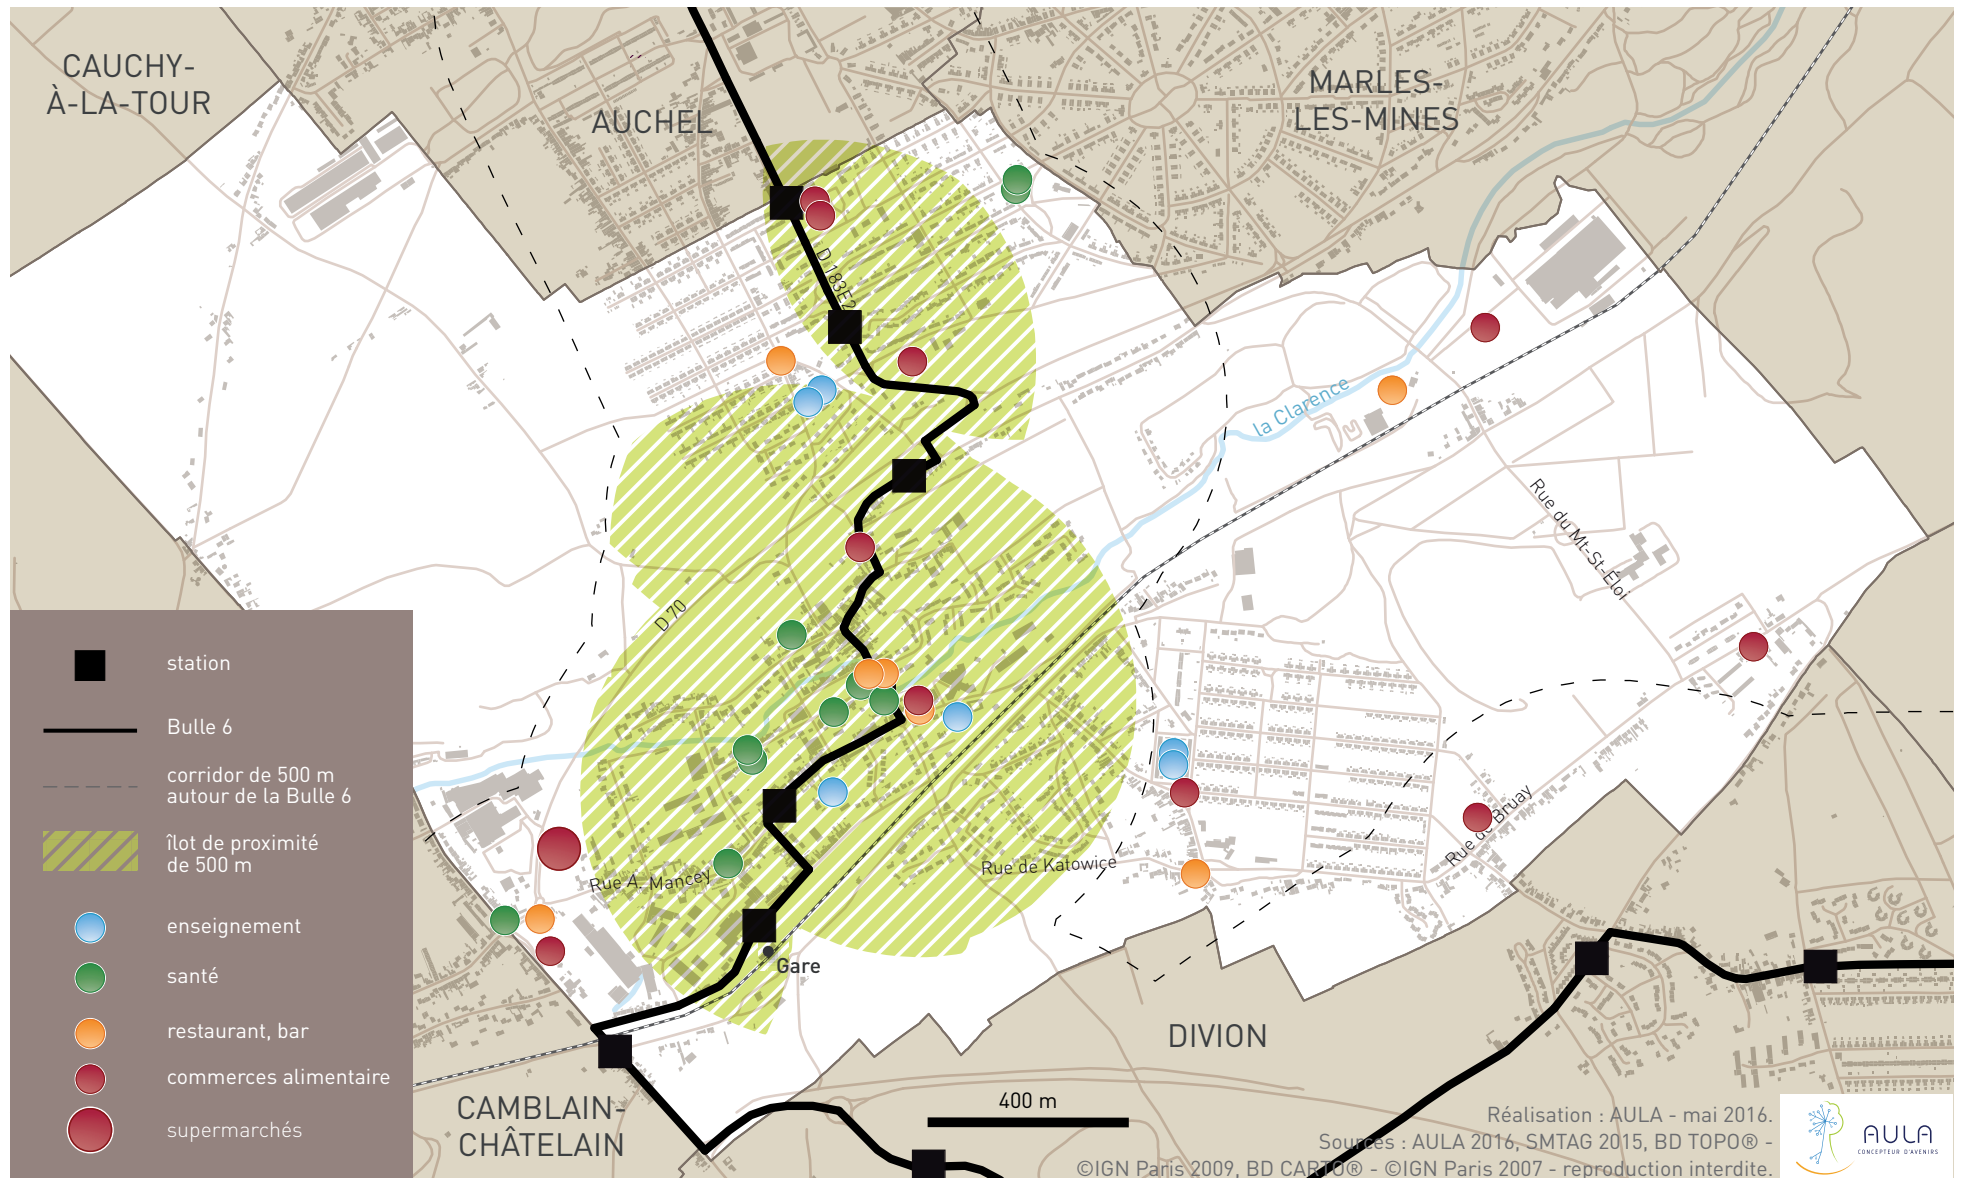 CAUCHY-
À-LA-TOUR
AUCHEL
MARLES-
LES-MINES
D 183E2
la Clarence
Rue du Mt-St-Éloi
D 70
station
Bulle 6
corridor de 500 m
autour de la Bulle 6
îlot de proximité
de 500 m
enseignement
santé
restaurant, bar
commerces alimentaire
supermarchés
Rue A. Mancey
Rue de Katowice
Rue de Bruay
Gare
DIVION
CAMBLAIN-
CHÂTELAIN
400 m
Réalisation : AULA - mai 2016.
Sources : AULA 2016, SMTAG 2015, BD TOPO® -
©IGN Paris 2009, BD CARTO® - ©IGN Paris 2007 - reproduction interdite.
AULA
CONCEPTEUR D'AVENIRS